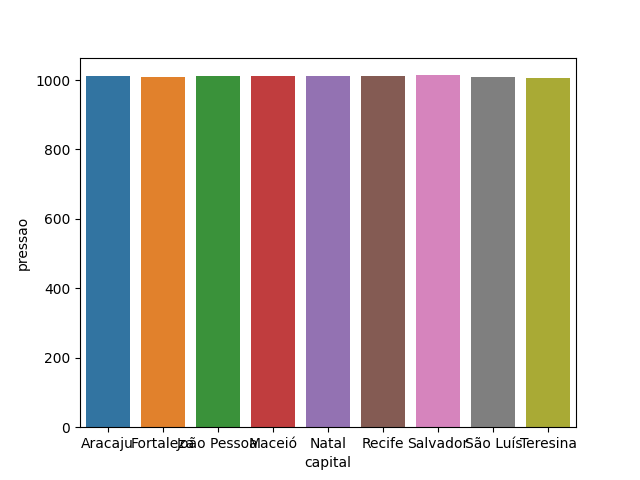 1000
800
600
400
200
0
pressao
Aracaju Fortaleza João Pessoa Maceió Natal Recife Salvador São Luís Teresina
capital